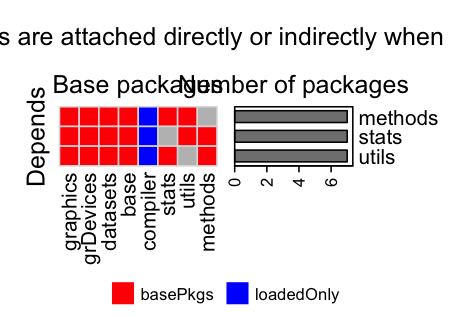 s are attached directly or indirectly when
Base packages
Number of packages
Depends
methods
stats
utils
0 2 4 6
graphics
grDevices
datasets
base
compiler
stats
utils
methods
basePkgs
loadedOnly